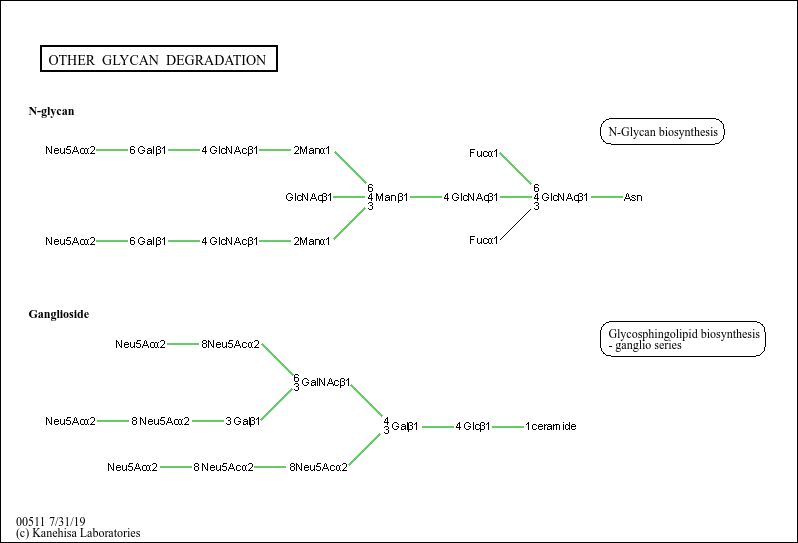 OTHER GLYCAN DEGRADATION
N-glycan
N-Glycan biosynthesis
Neu5Acα2 6 Galβ1 4 GlcNAcβ1 2Manα1
Fucα1
GlcNAcβ1 6 4 3 Manβ1 4 GlcNAcβ1 6 4 3 GlcNAcβ1 Asn
Neu5Acα2 6 Galβ1 4 GlcNAcβ1 2Manα1
Fucα1
Ganglioside
Glycosphingolipid biosynthesis
- ganglio series
Neu5Acα2 8Neu5Acα2
6 3 GalNAcβ1
Neu5Acα2 8 Neu5Acα2 3 Galβ1
4 3 Galβ1 4 Glcβ1 1ceramide
Neu5Acα2 8 Neu5Acα2 8Neu5Acα2
00511 7/31/19
(c) Kanehisa Laboratories